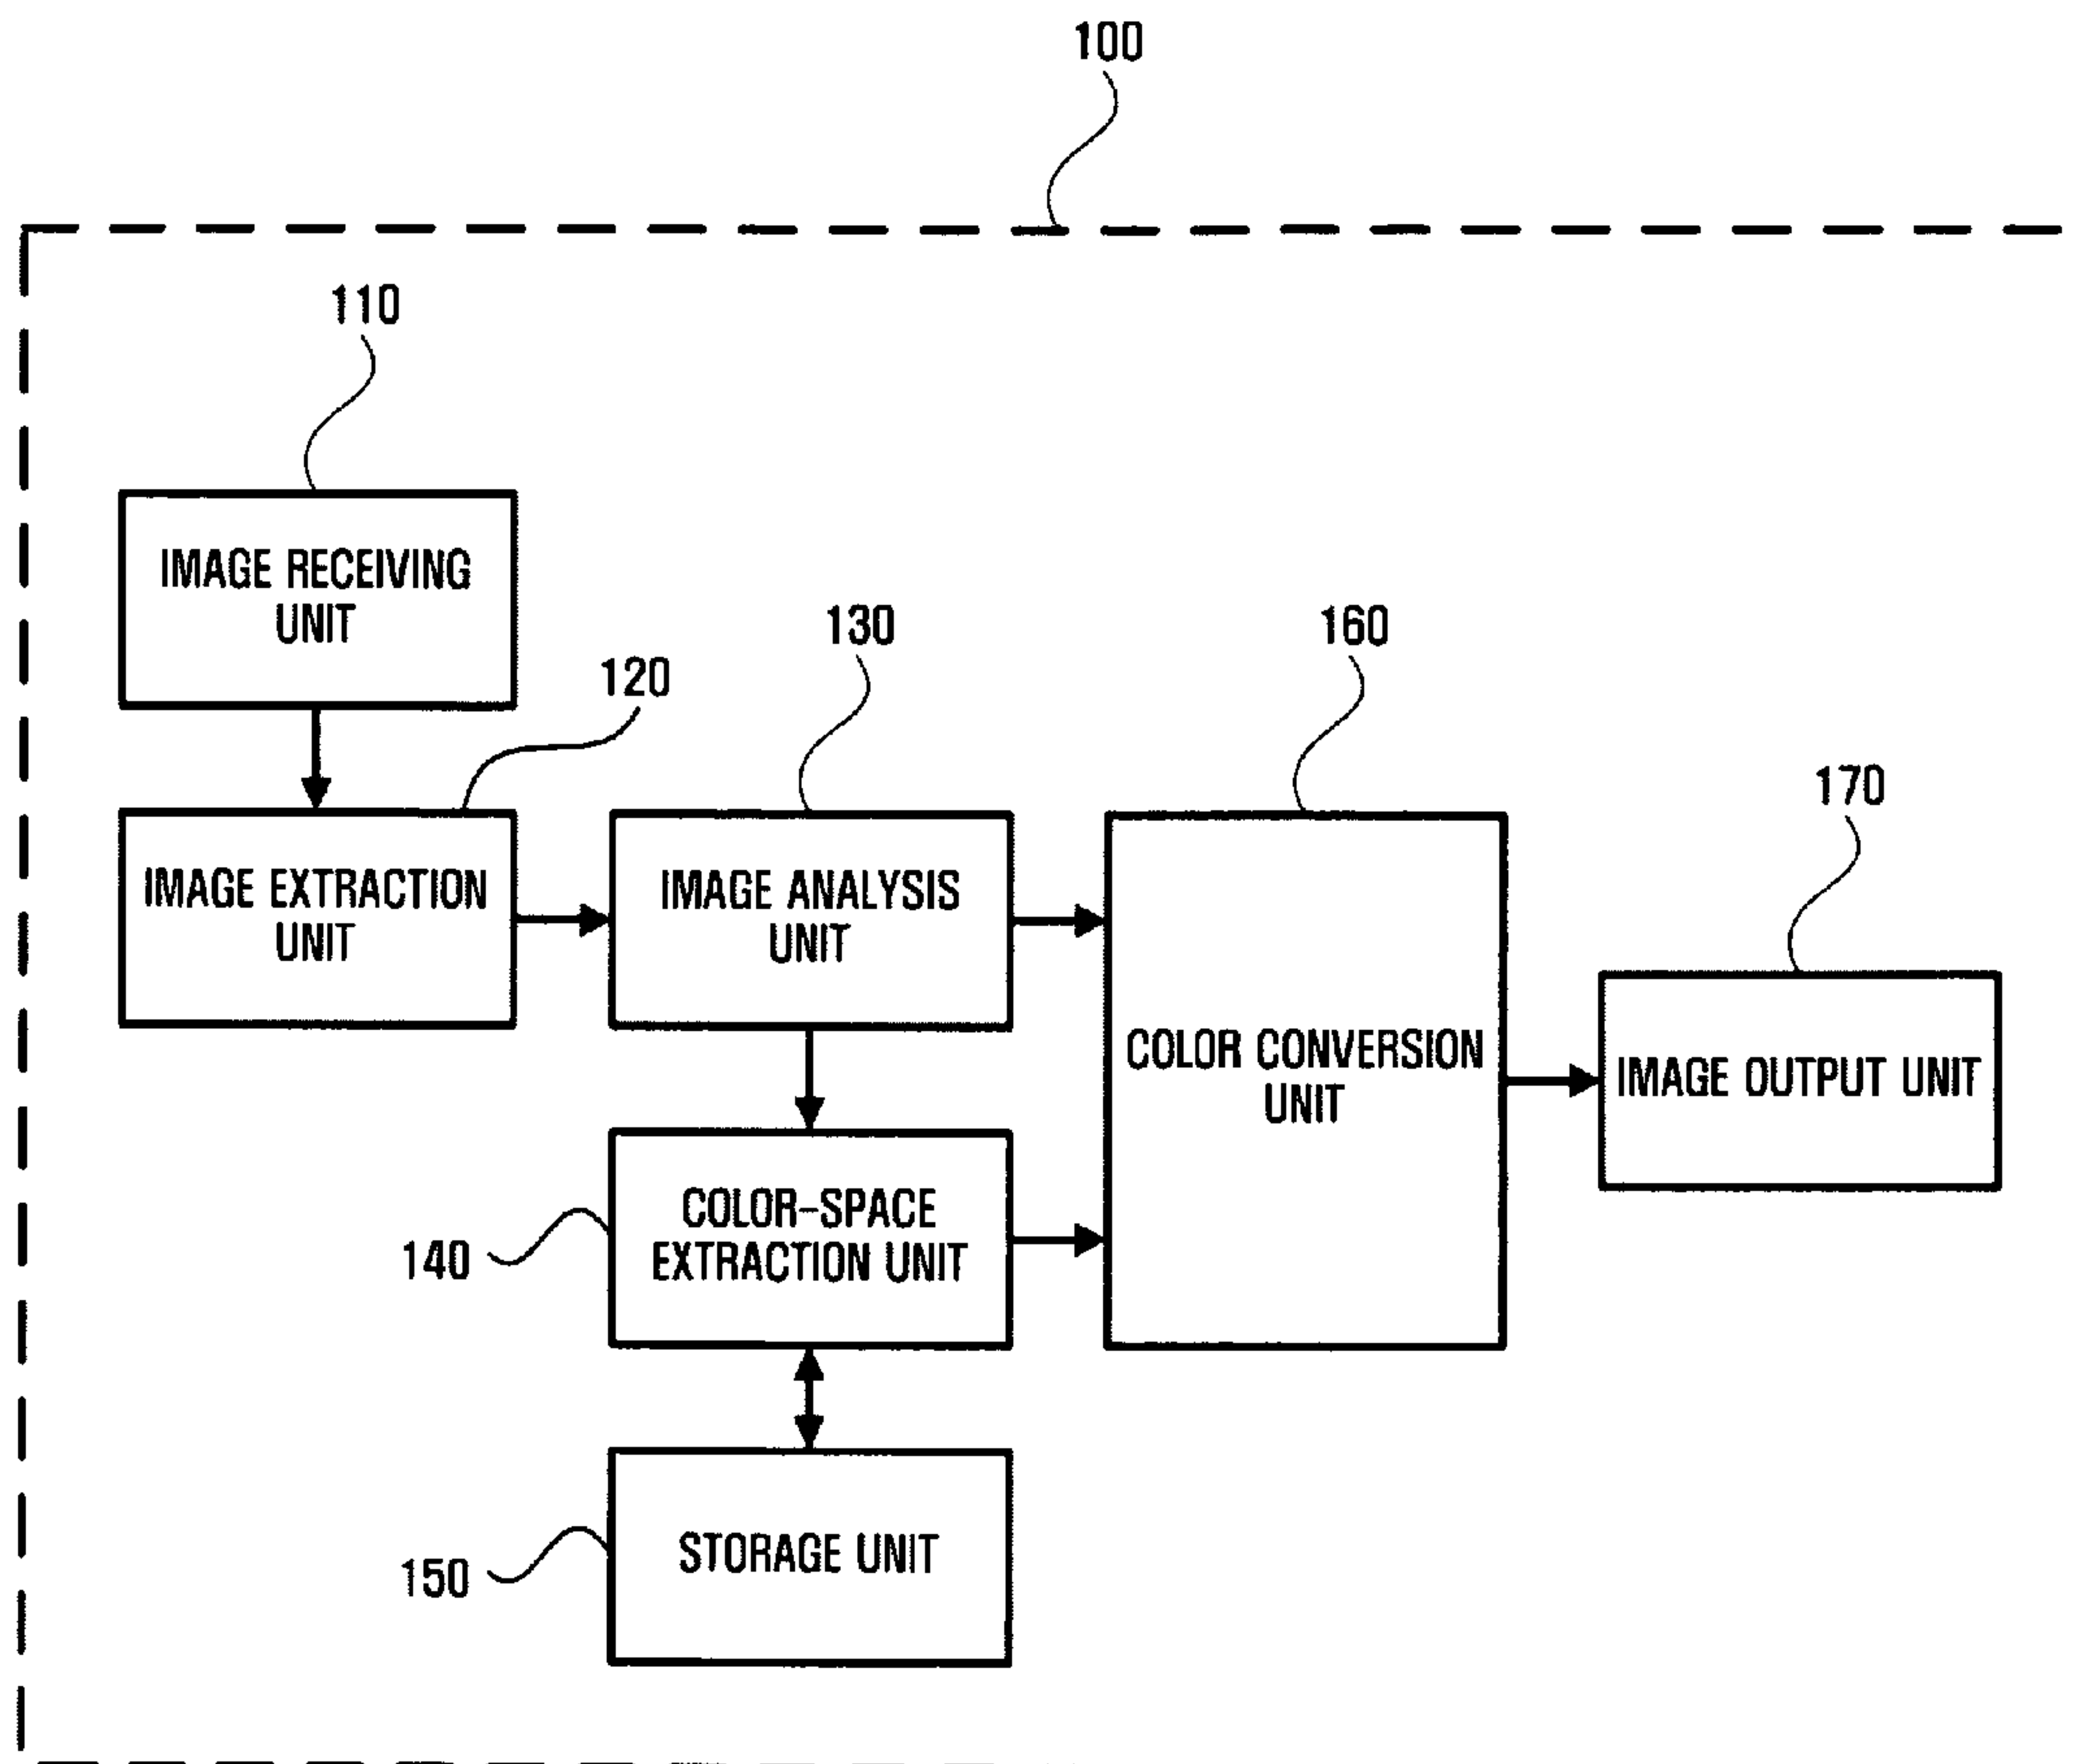 100
110
IMAGE RECEIVING
UNIT
120
130
160
170
IMAGE EXTRACTION
UNIT
IMAGE ANALYSIS
UNIT
COLOR CONVERSION
UNIT
IMAGE OUTPUT UNIT
140
COLOR-SPACE
EXTRACTION UNIT
150
STORAGE UNIT